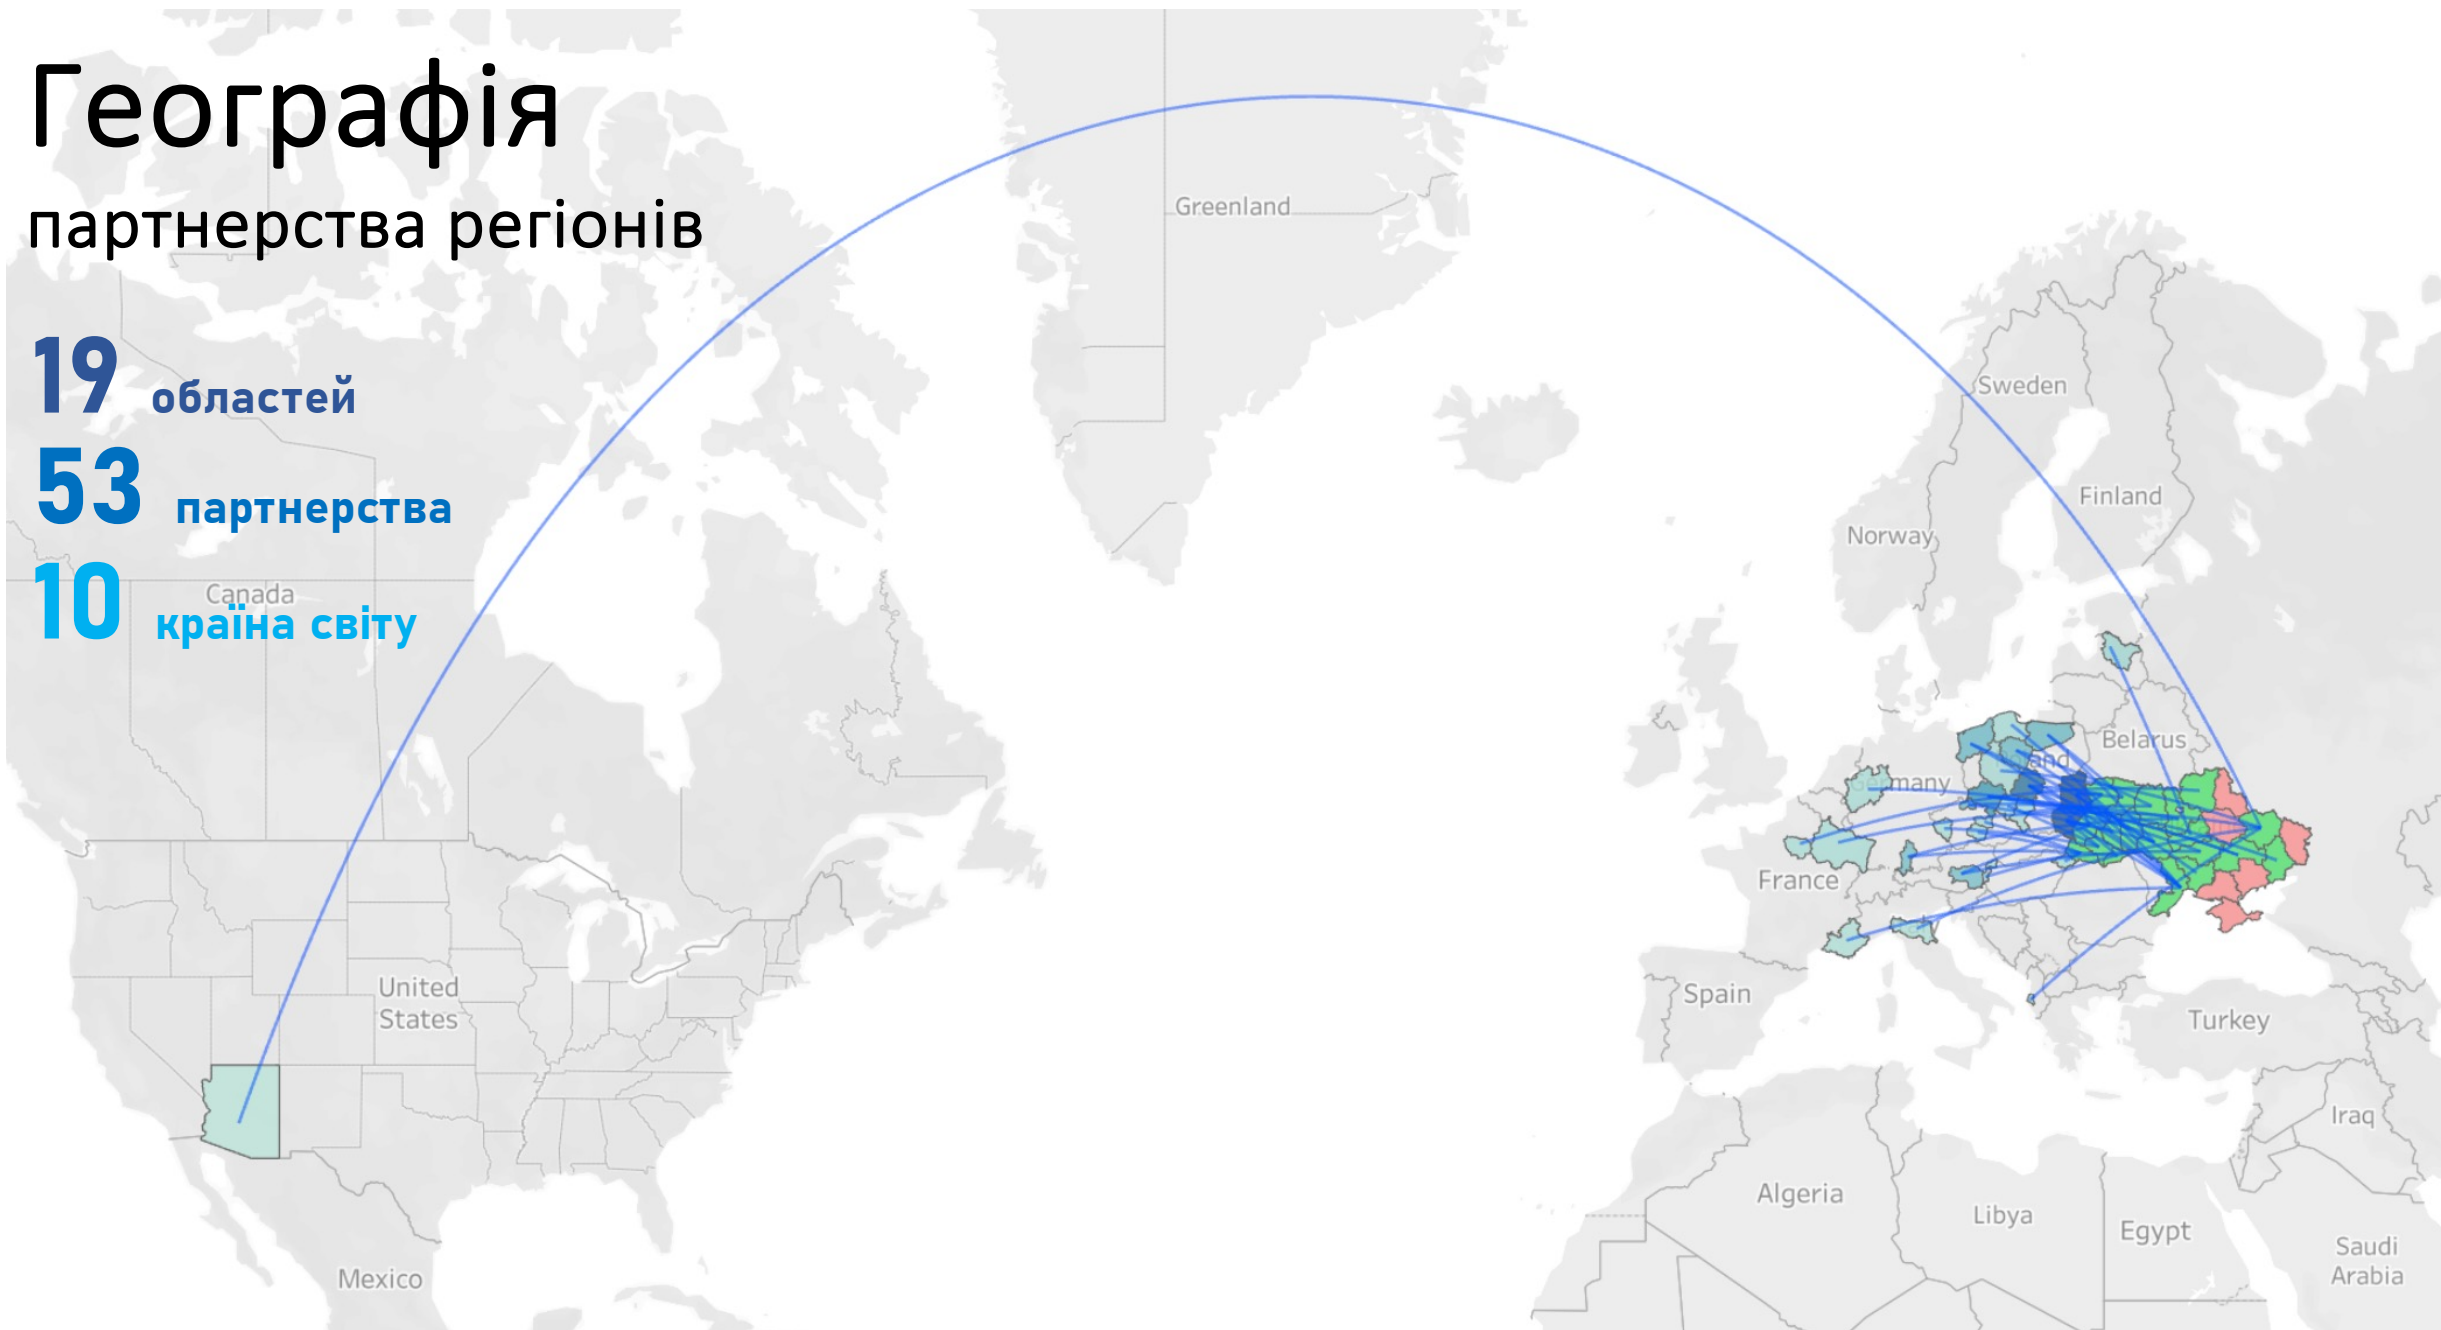 Географія
партнерства регіонів
19 областей
53 партнерства
10 країна світу
Greenland
Sweden
Finland
Norway
Canada
Belarus
Germany
France
United
States
Spain
Turkey
Iraq
Algeria
Libya
Egypt
Saudi
Arabia
Mexico